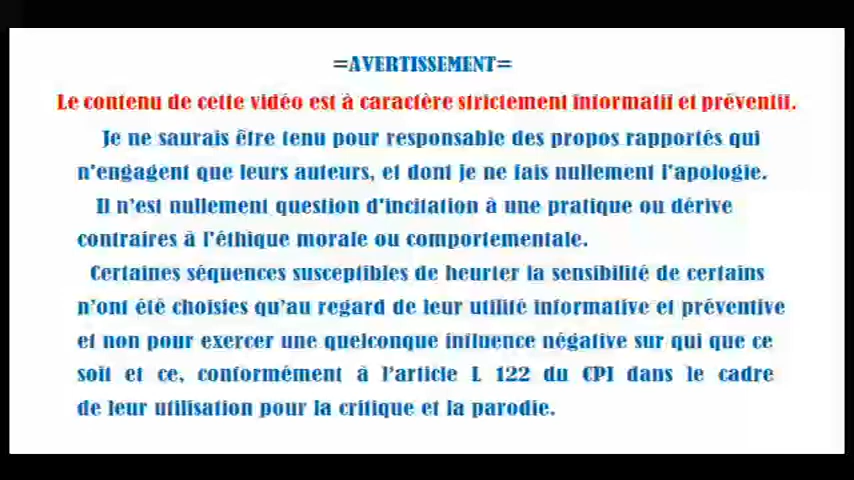 =AVERTISSEMENT=
Le contenu de cette vidéo est à caractère strictement informatif et préventif.
Je ne saurais être tenu pour responsable des propos rapportés qui
n'engagent que leurs auteurs, et dont je ne fais nullement l'apologie.
Il n'est nullement question d'incitation à une pratique ou dérive
contraires à l'éthique morale ou comportementale.
Certaines séquences susceptibles de heurter la sensibilité de certains
n'ont été choisies qu'au regard de leur utilité informative et préventive
et non pour exercer une quelconque influence négative sur qui que ce
soit et ce, conformément à l'article L 122 du CPI dans le cadre
de leur utilisation pour la critique et la parodie.